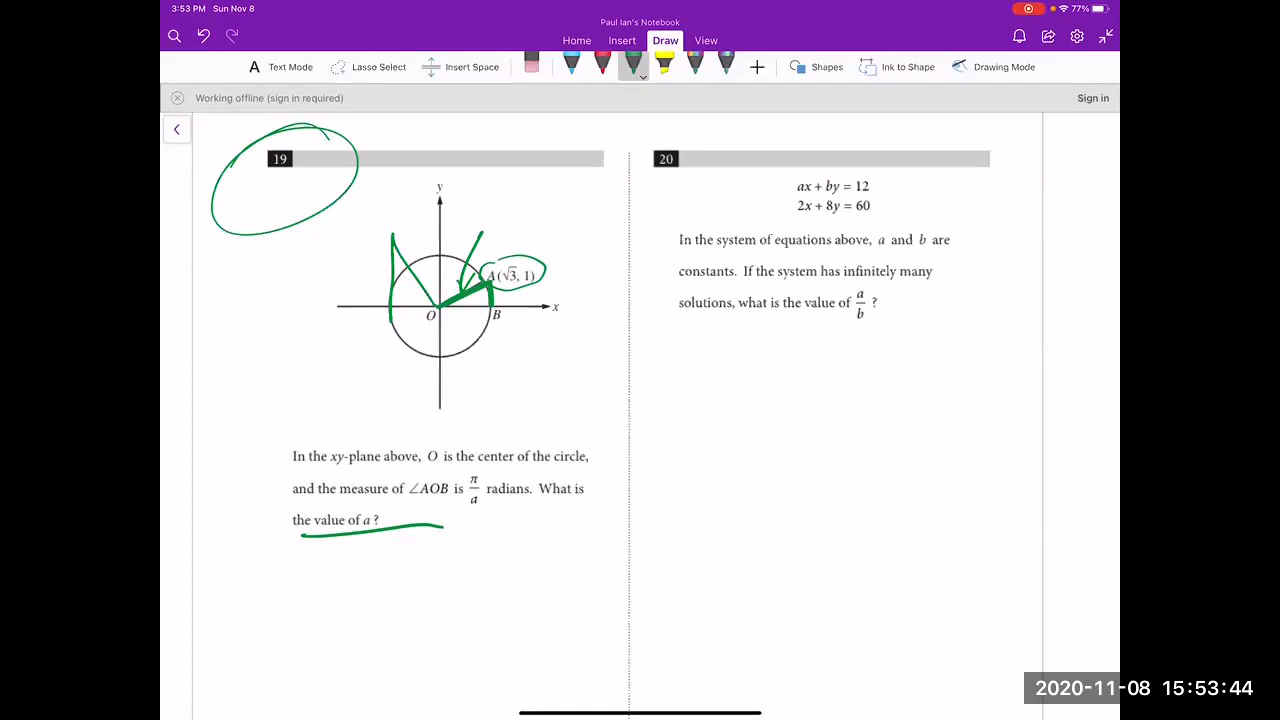 3:53 PM Sun Nov 8
77%
Paul Ian's Notebook
Home Insert Draw View
Text Mode Lasso Select Insert Space Shapes Ink to Shape Drawing Mode
Working offline (sign in required) Sign in
19
y
A(√3, 1)
O B x
In the xy-plane above, O is the center of the circle,
and the measure of ∠AOB is π/a radians. What is
the value of a ?
20
ax + by = 12
2x + 8y = 60
In the system of equations above, a and b are
constants. If the system has infinitely many
solutions, what is the value of a/b ?
2020-11-08 15:53:44